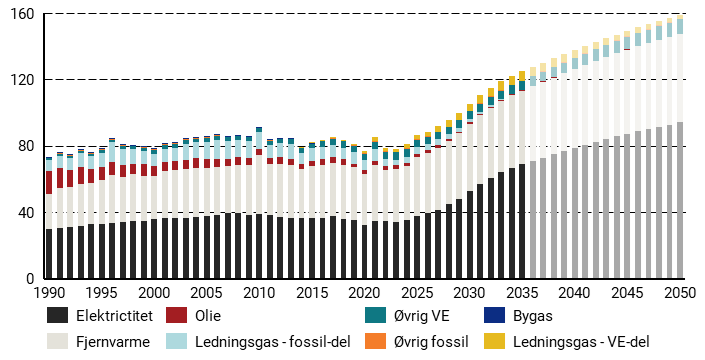 160
120
80
40
0
1990 1995 2000 2005 2010 2015 2020 2025 2030 2035 2040 2045 2050
Elektrictitet Olie Øvrig VE Bygas
Fjernvarme Ledningsgas - fossil-del Øvrig fossil Ledningsgas - VE-del